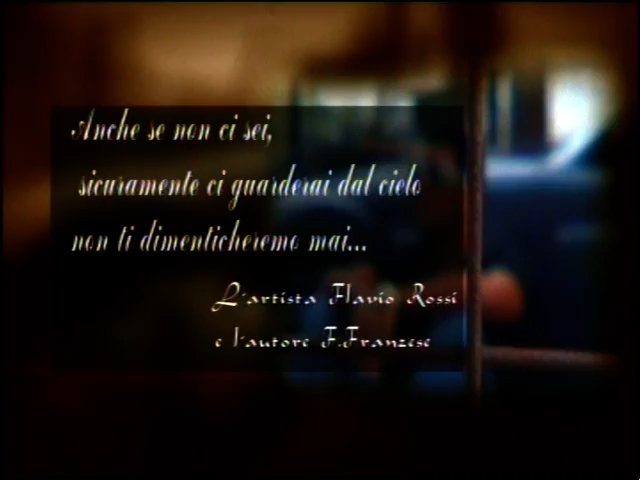 Anche se non ci sei,
sicuramente ci guarderai dal cielo
non ti dimenticheremo mai...
L'artista Flavio Rossi
e l'autore F.Franzese